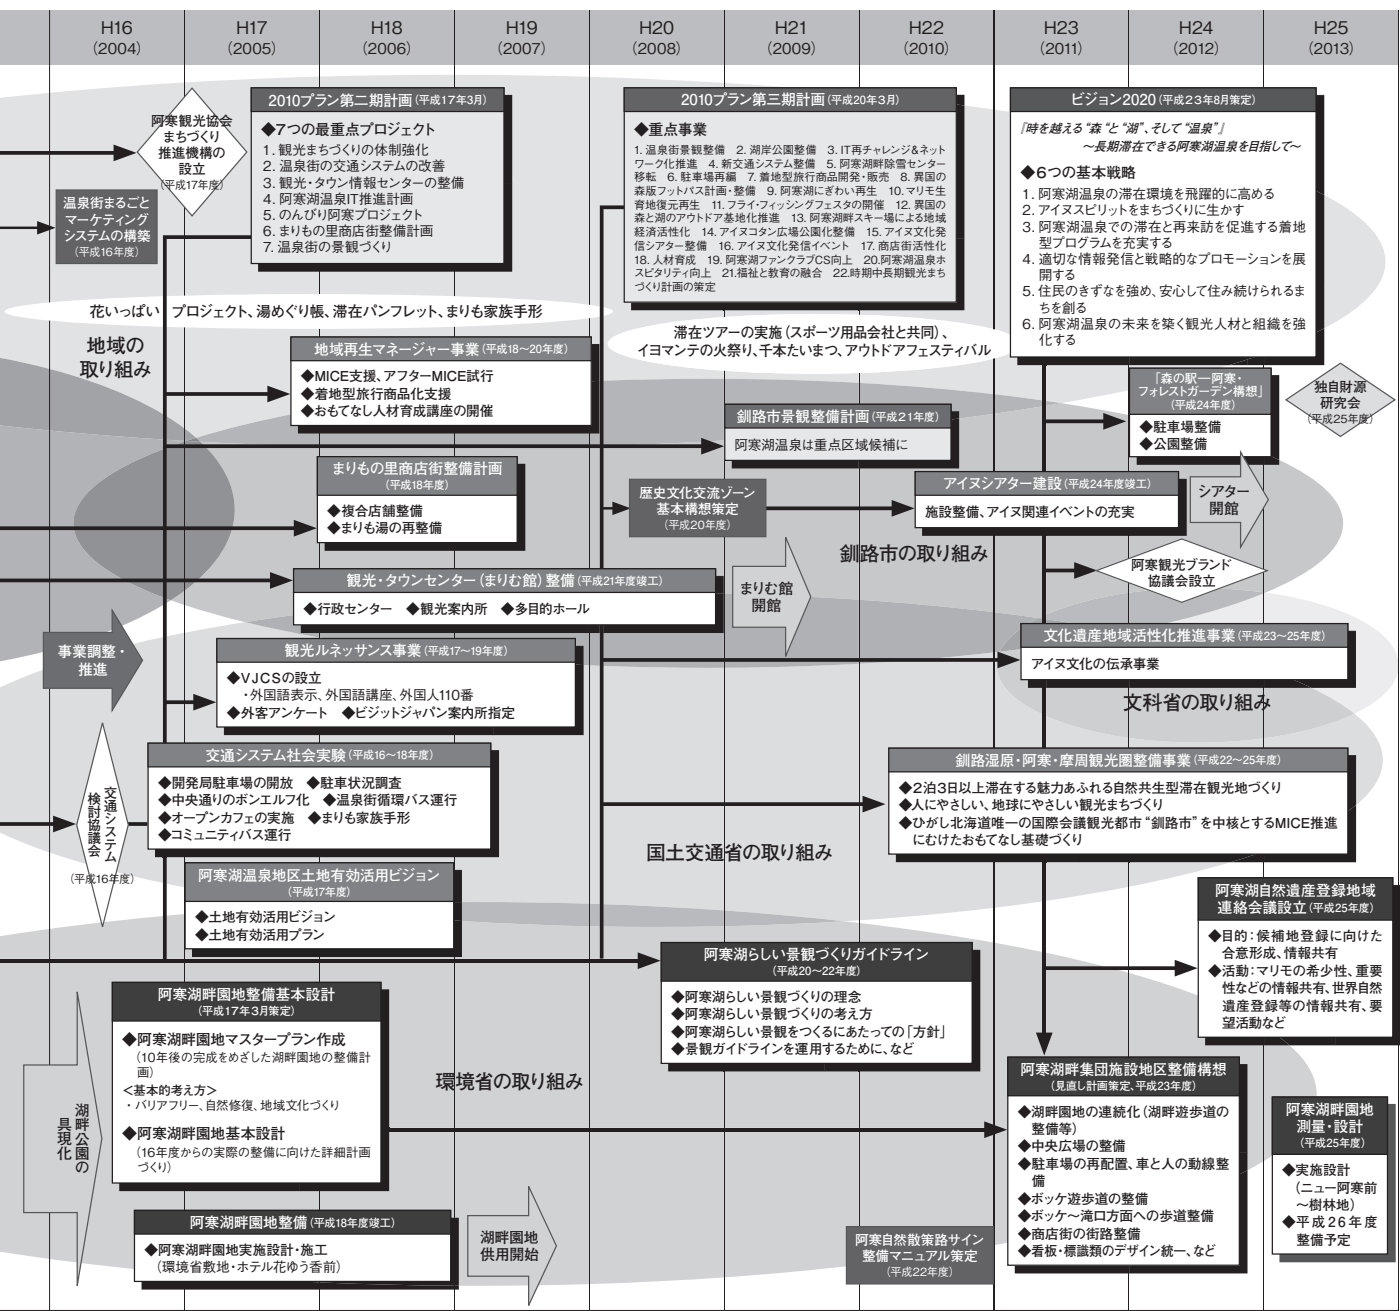 H16
(2004)
H17
(2005)
H18
(2006)
H19
(2007)
H20
(2008)
H21
(2009)
H22
(2010)
H23
(2011)
H24
(2012)
H25
(2013)
阿寒観光協会
まちづくり
推進機構の
設立
(平成17年度)
温泉街まるごと
マーケティング
システムの構築
(平成16年度)
2010プラン第二期計画(平成17年3月)
◆7つの最重点プロジェクト
1. 観光まちづくりの体制強化
2. 温泉街の交通システムの改善
3. 観光・タウン情報センターの整備
4. 阿寒湖温泉IT推進計画
5. のんびり阿寒プロジェクト
6. まりもの里商店街整備計画
7. 温泉街の景観づくり
2010プラン第三期計画(平成20年3月)
◆重点事業
1. 温泉街景観整備 2. 湖岸公園整備 3. IT再チャレンジ&ネット
ワーク化推進 4. 新交通システム整備 5. 阿寒湖畔除雪センター
移転 6. 駐車場再編 7. 着地型旅行商品開発・販売 8. 異国の
森版フットパス計画・整備 9. 阿寒湖にぎわい再生 10. マリモ生
育地復元再生 11. フライ・フィッシングフェスタの開催 12. 異国の
森と湖のアウトドア基地化推進 13. 阿寒湖畔スキー場による地域
経済活性化 14. アイヌコタン広場公園化整備 15. アイヌ文化発
信シアター整備 16. アイヌ文化発信イベント 17. 商店街活性化
18. 人材育成 19. 阿寒湖ファンクラブCS向上 20.阿寒湖温泉ホ
スピタリティ向上 21.福祉と教育の融合 22.時期中長期観光まち
づくり計画の策定
ビジョン2020(平成23年8月策定)
『時を越える“森”と“湖”、そして“温泉”』
〜長期滞在できる阿寒湖温泉を目指して〜
◆6つの基本戦略
1. 阿寒湖温泉の滞在環境を飛躍的に高める
2. アイヌスピリットをまちづくりに生かす
3. 阿寒湖温泉での滞在と再来訪を促進する着地
型プログラムを充実する
4. 適切な情報発信と戦略的なプロモーションを展
開する
5. 住民のきずなを強め、安心して住み続けられるま
ちを創る
6. 阿寒湖温泉の未来を築く観光人材と組織を強
化する
花いっぱい プロジェクト、湯めぐり帳、滞在パンフレット、まりも家族手形
滞在ツアーの実施(スポーツ用品会社と共同)、
イヨマンテの火祭り、千本たいまつ、アウトドアフェスティバル
地域の
取り組み
地域再生マネージャー事業(平成18〜20年度)
◆MICE支援、アフターMICE試行
◆着地型旅行商品化支援
◆おもてなし人材育成講座の開催
釧路市景観整備計画(平成21年度)
阿寒湖温泉は重点区域候補に
「森の駅―阿寒・
フォレストガーデン構想」
(平成24年度)
◆駐車場整備
◆公園整備
独自財源
研究会
(平成25年度)
まりもの里商店街整備計画
(平成18年度)
◆複合店舗整備
◆まりも湯の再整備
歴史文化交流ゾーン
基本構想策定
(平成20年度)
アイヌシアター建設(平成24年度竣工)
施設整備、アイヌ関連イベントの充実
シアター
開館
釧路市の取り組み
観光・タウンセンター(まりむ館)整備(平成21年度竣工)
◆行政センター ◆観光案内所 ◆多目的ホール
まりむ館
開館
阿寒観光ブランド
協議会設立
事業調整・
推進
観光ルネッサンス事業(平成17〜19年度)
◆VJCSの設立
・外国語表示、外国語講座、外国人110番
◆外客アンケート ◆ビジットジャパン案内所指定
文化遺産地域活性化推進事業(平成23〜25年度)
アイヌ文化の伝承事業
文科省の取り組み
交通システム
検討協議会
(平成16年度)
交通システム社会実験(平成16〜18年度)
◆開発局駐車場の開放 ◆駐車状況調査
◆中央通りのボンエルフ化 ◆温泉街循環バス運行
◆オープンカフェの実施 ◆まりも家族手形
◆コミュニティバス運行
釧路湿原・阿寒・摩周観光圏整備事業(平成22〜25年度)
◆2泊3日以上滞在する魅力あふれる自然共生型滞在観光地づくり
◆人にやさしい、地球にやさしい観光まちづくり
◆ひがし北海道唯一の国際会議観光都市“釧路市”を中核とするMICE推進
にむけたおもてなし基礎づくり
国土交通省の取り組み
阿寒湖温泉地区土地有効活用ビジョン
(平成17年度)
◆土地有効活用ビジョン
◆土地有効活用プラン
阿寒湖自然遺産登録地域
連絡会議設立(平成25年度)
◆目的:候補地登録に向けた
合意形成、情報共有
◆活動:マリモの希少性、重要
性などの情報共有、世界自然
遺産登録等の情報共有、要
望活動など
阿寒湖らしい景観づくりガイドライン
(平成20〜22年度)
◆阿寒湖らしい景観づくりの理念
◆阿寒湖らしい景観づくりの考え方
◆阿寒湖らしい景観をつくるにあたっての「方針」
◆景観ガイドラインを運用するために、など
湖畔公園の
具現化
阿寒湖畔園地整備基本設計
(平成17年3月策定)
◆阿寒湖畔園地マスタープラン作成
(10年後の完成をめざした湖畔園地の整備計
画)
<基本的考え方>
・バリアフリー、自然修復、地域文化づくり
◆阿寒湖畔園地基本設計
(16年度からの実際の整備に向けた詳細計画
づくり)
環境省の取り組み
阿寒湖畔集団施設地区整備構想
(見直し計画策定、平成23年度)
◆湖畔園地の連続化(湖畔遊歩道の
整備等)
◆中央広場の整備
◆駐車場の再配置、車と人の動線整
備
◆ボッケ遊歩道の整備
◆ボッケ〜滝口方面への歩道整備
◆商店街の街路整備
◆看板・標識類のデザイン統一、など
阿寒湖畔園地
測量・設計
(平成25年度)
◆実施設計
(ニュー阿寒前
〜樹林地)
◆平成26年度
整備予定
阿寒湖畔園地整備(平成18年度竣工)
◆阿寒湖畔園地実施設計・施工
(環境省敷地・ホテル花ゆう香前)
湖畔園地
供用開始
阿寒自然散策路サイン
整備マニュアル策定
(平成22年度)